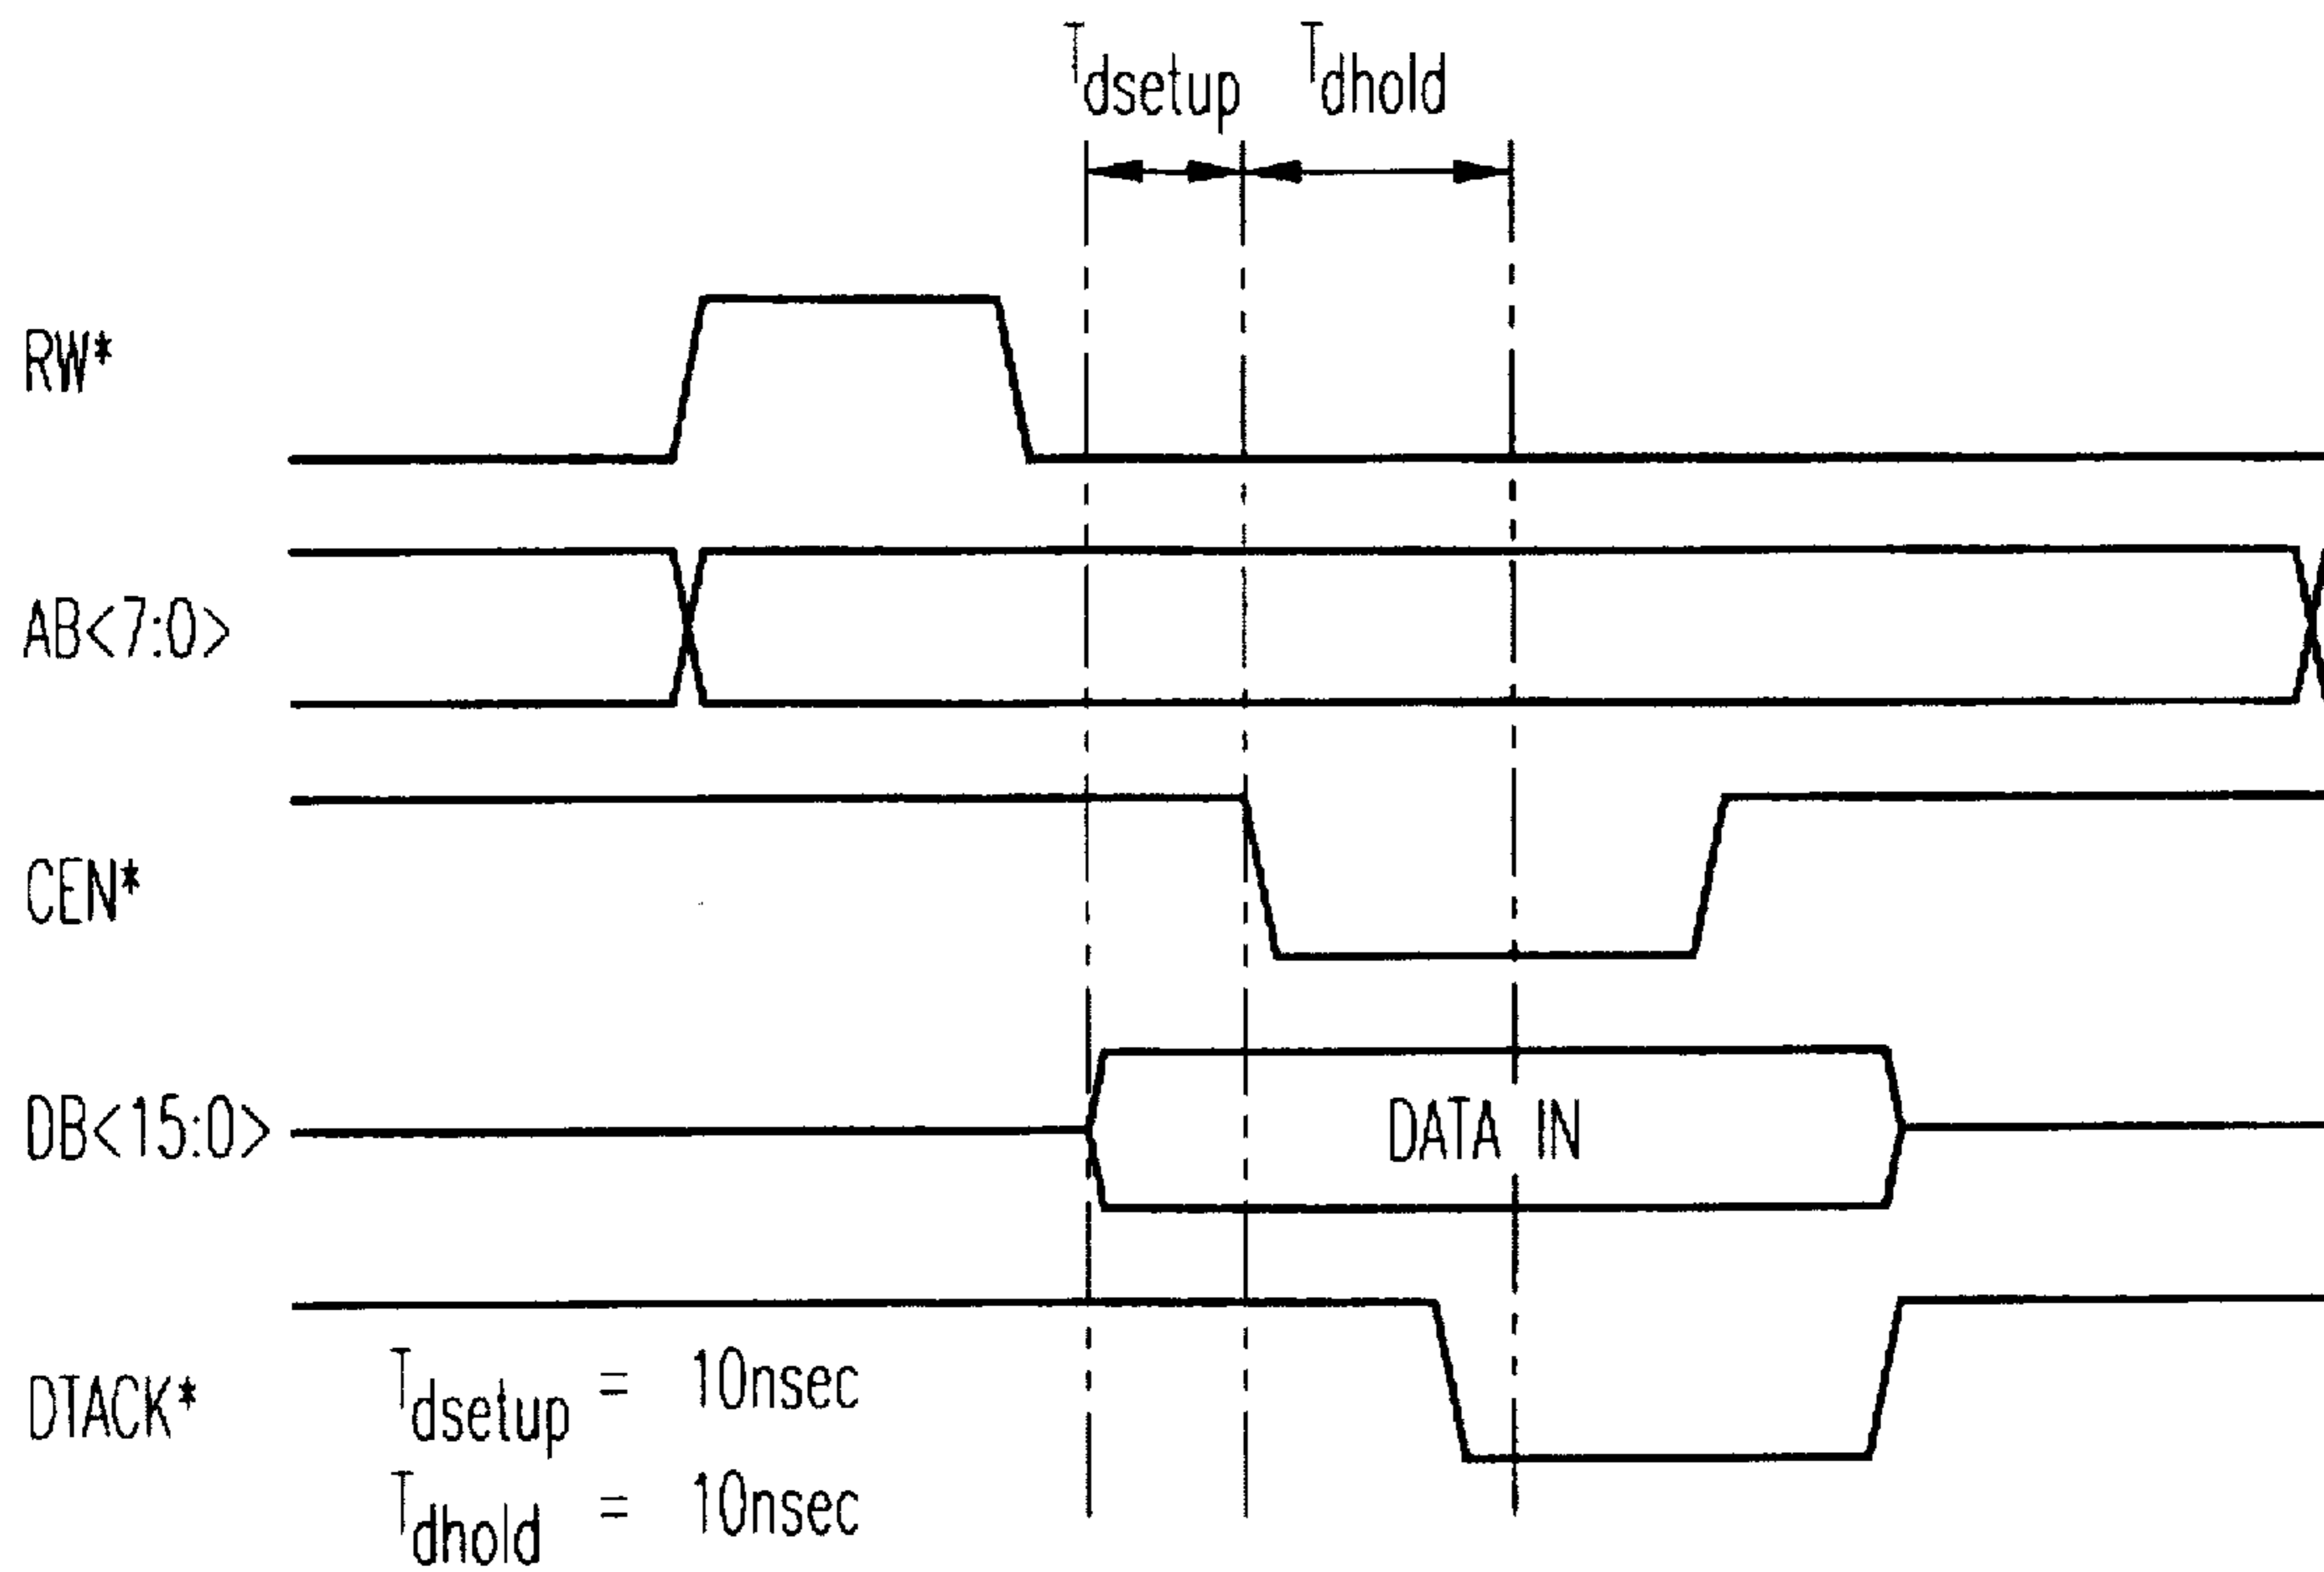 Tdsetup Tdhold
RW*
AB<7:0>
CEN*
DB<15:0>
DATA IN
DTACK*
Tdsetup = 10nsec
Tdhold = 10nsec